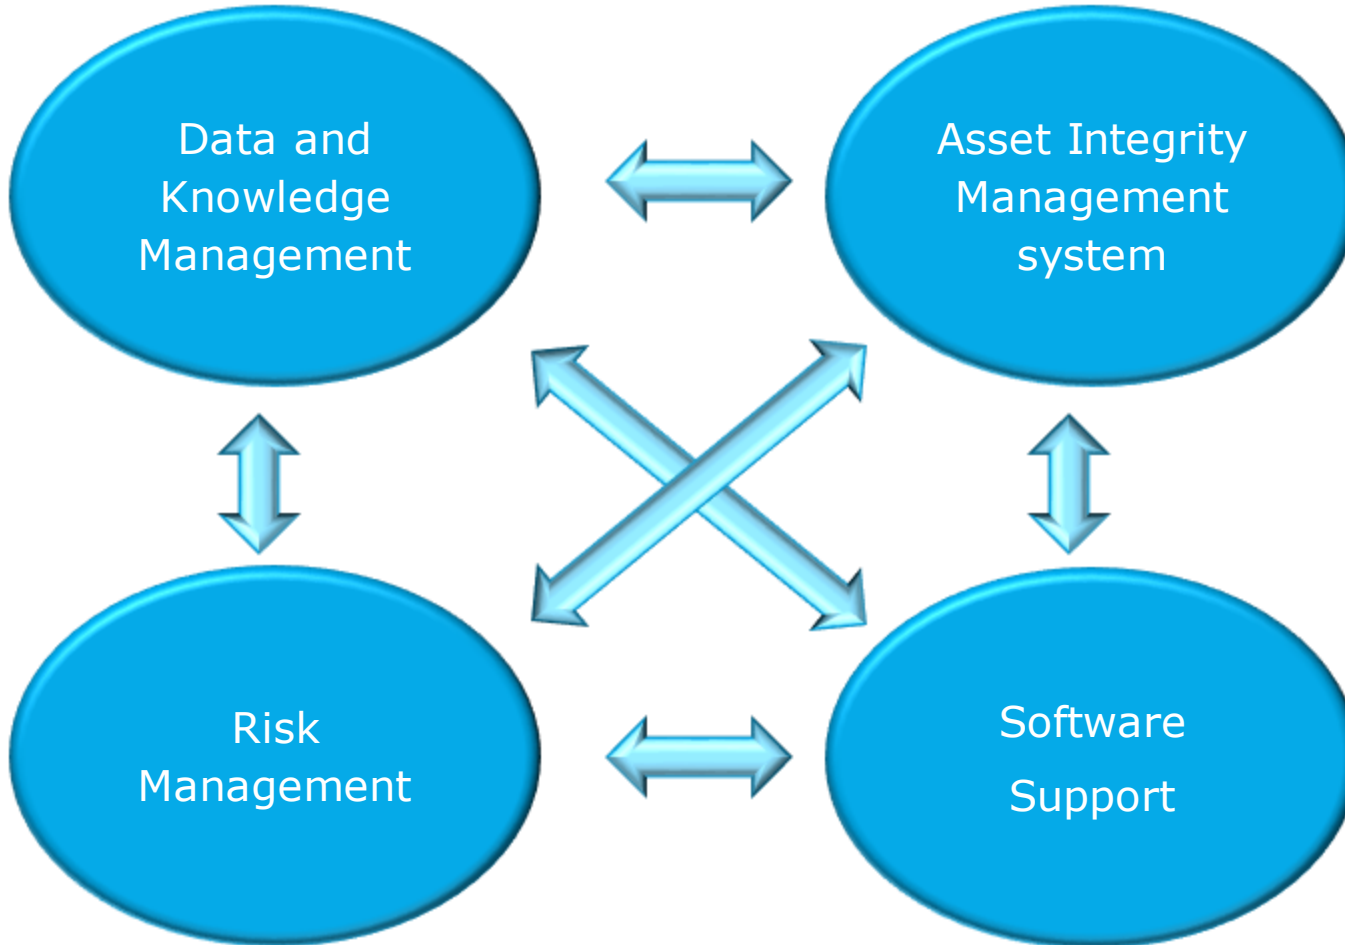 Data and
Knowledge
Management
Asset Integrity
Management
system
Risk
Management
Software
Support